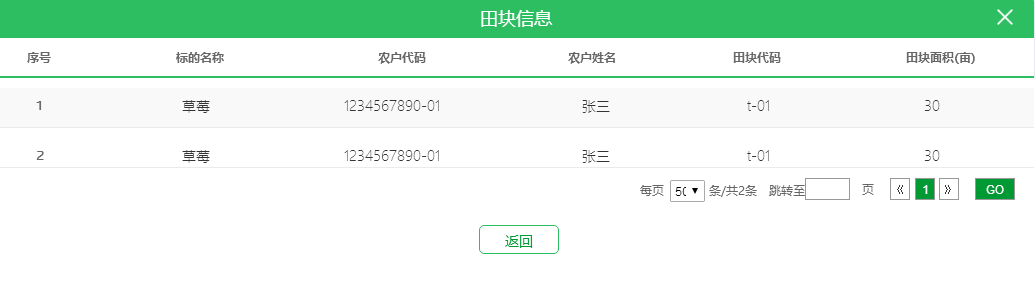 田块信息
序号 标的名称 农户代码 农户姓名 田块代码 田块面积(亩)
1 草莓 1234567890-01 张三 t-01 30
2 草莓 1234567890-01 张三 t-01 30
每页 50 条/共2条 跳转至 页 《 1 》 GO
返回